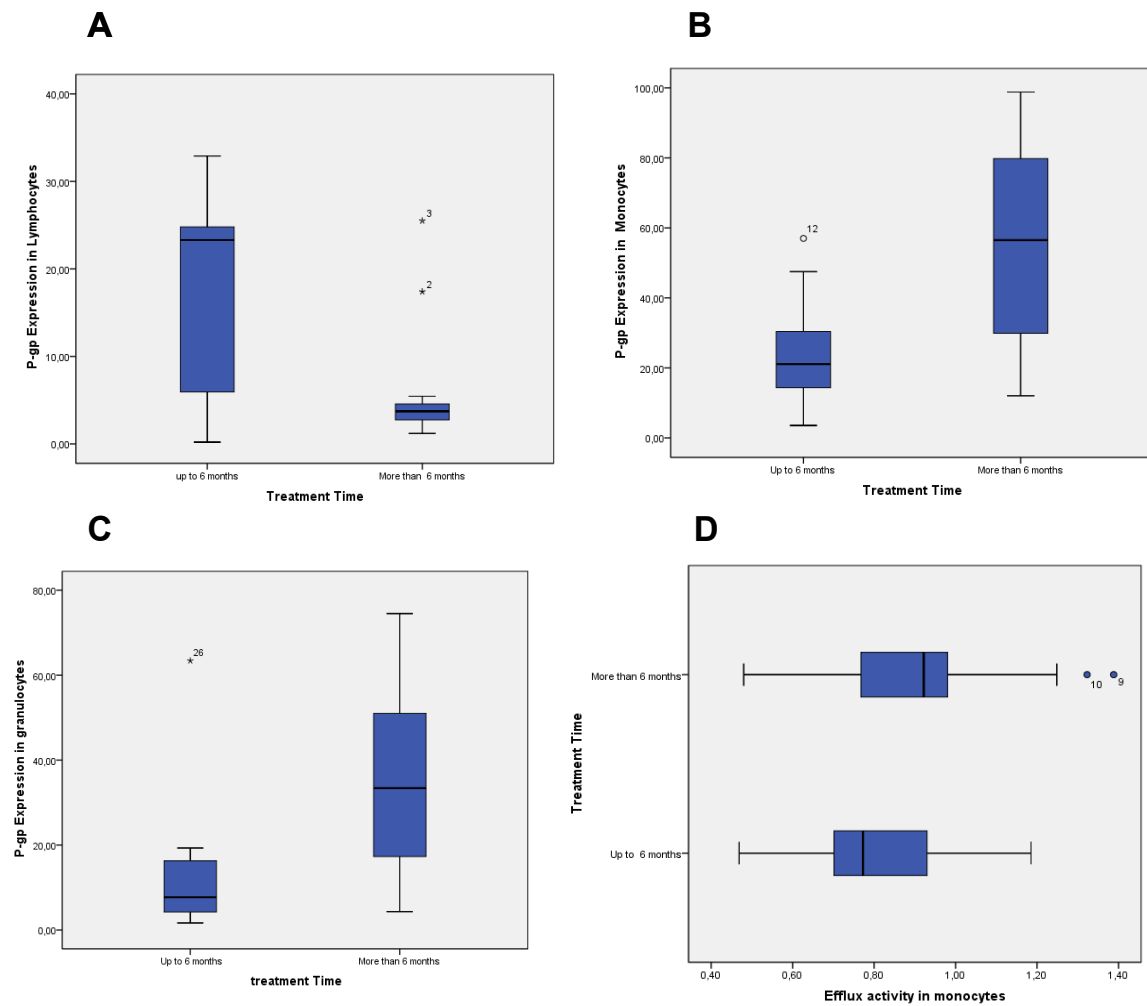 A
40,00
30,00
20,00
10,00
0,00
P-gp Expression in Lymphocytes
3
2
up to 6 months
More than 6 months
Treatment Time
B
100,00
80,00
60,00
40,00
20,00
0,00
P-gp Expression in Monocytes
12
Up to 6 months
More than 6 months
Treatment Time
C
80,00
60,00
40,00
20,00
0,00
P-gp Expression in granulocytes
26
Up to 6 months
More than 6 months
treatment Time
D
More than 6 months
Up to 6 months
Treatment Time
10
9
0,40
0,60
0,80
1,00
1,20
1,40
Efflux activity in monocytes